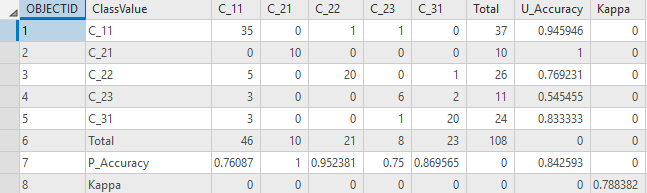 OBJECTID ClassValue C_11 C_21 C_22 C_23 C_31 Total U_Accuracy Kappa
1 C_11 35 0 1 1 0 37 0.945946 0
2 C_21 0 10 0 0 0 10 1 0
3 C_22 5 0 20 0 1 26 0.769231 0
4 C_23 3 0 0 6 2 11 0.545455 0
5 C_31 3 0 0 1 20 24 0.833333 0
6 Total 46 10 21 8 23 108 0 0
7 P_Accuracy 0.76087 1 0.952381 0.75 0.869565 0 0.842593 0
8 Kappa 0 0 0 0 0 0 0 0.788382